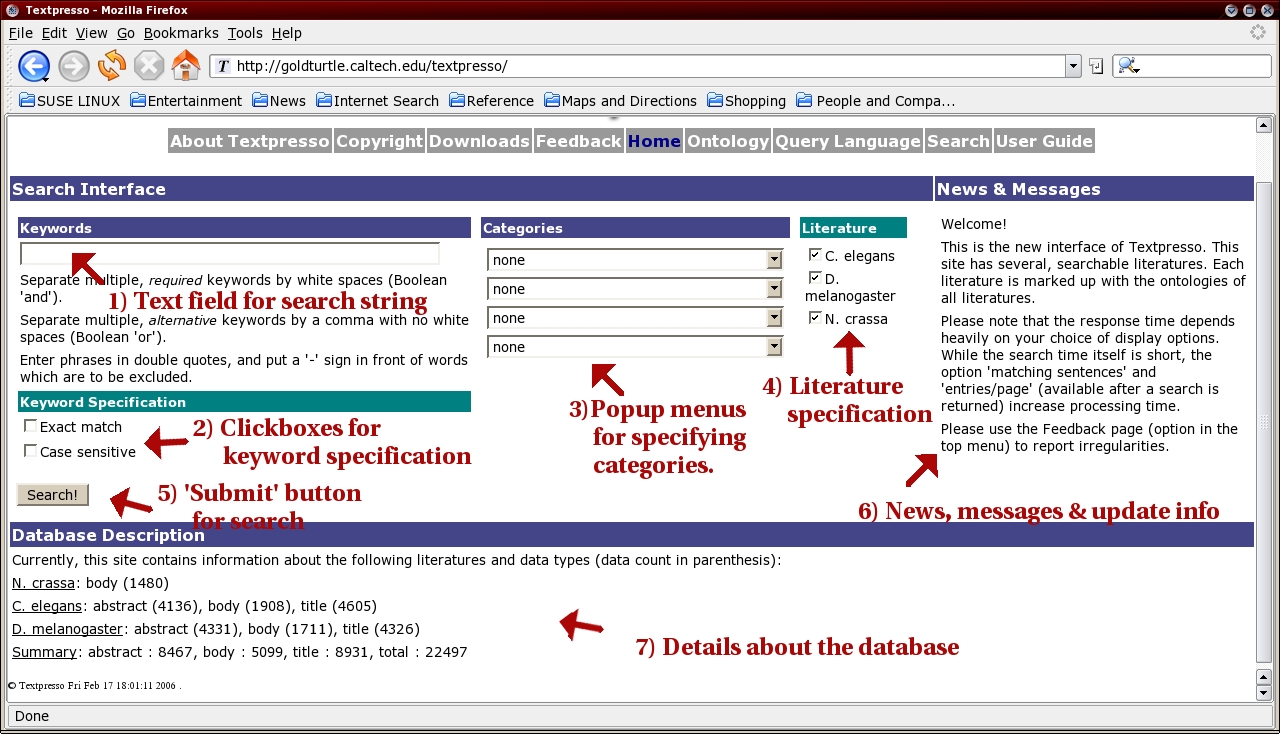 Textpresso - Mozilla Firefox
File Edit View Go Bookmarks Tools Help
T http://goldturtle.caltech.edu/textpresso/
SUSE LINUX Entertainment News Internet Search Reference Maps and Directions Shopping People and Compa...
About Textpresso Copyright Downloads Feedback Home Ontology Query Language Search User Guide
Search Interface
Keywords
Separate multiple, required keywords by white spaces (Boolean
'and').
1) Text field for search string
Separate multiple, alternative keywords by a comma with no white
spaces (Boolean 'or').
Enter phrases in double quotes, and put a '-' sign in front of words
which are to be excluded.
Keyword Specification
Exact match
Case sensitive
2) Clickboxes for
keyword specification
Search!
5) 'Submit' button
for search
Categories
none
none
none
none
3)Popup menus
for specifying
categories.
Literature
C. elegans
D.
melanogaster
N. crassa
4) Literature
specification
News & Messages
Welcome!
This is the new interface of Textpresso. This
site has several, searchable literatures. Each
literature is marked up with the ontologies of
all literatures.
Please note that the response time depends
heavily on your choice of display options.
While the search time itself is short, the
option 'matching sentences' and
'entries/page' (available after a search is
returned) increase processing time.
Please use the Feedback page (option in the
top menu) to report irregularities.
6) News, messages & update info
Database Description
Currently, this site contains information about the following literatures and data types (data count in parenthesis):
N. crassa: body (1480)
C. elegans: abstract (4136), body (1908), title (4605)
D. melanogaster: abstract (4331), body (1711), title (4326)
Summary: abstract : 8467, body : 5099, title : 8931, total : 22497
7) Details about the database
© Textpresso Fri Feb 17 18:01:11 2006 .
Done